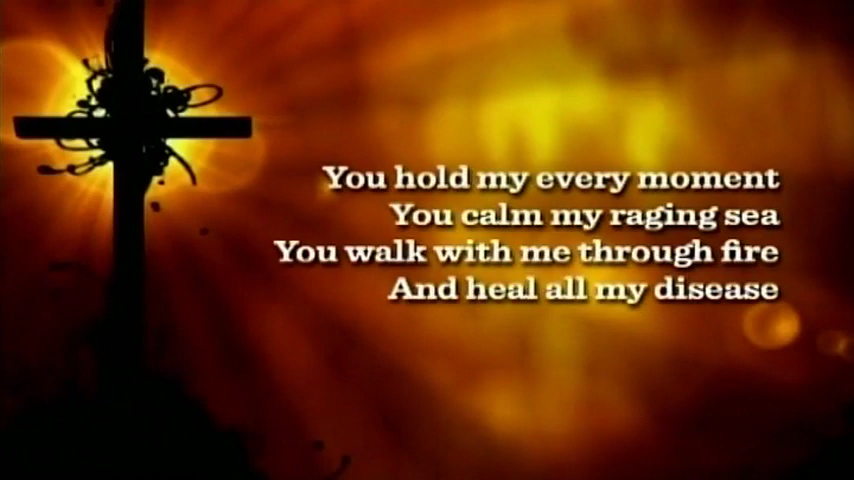 You hold my every moment
You calm my raging sea
You walk with me through fire
And heal all my disease